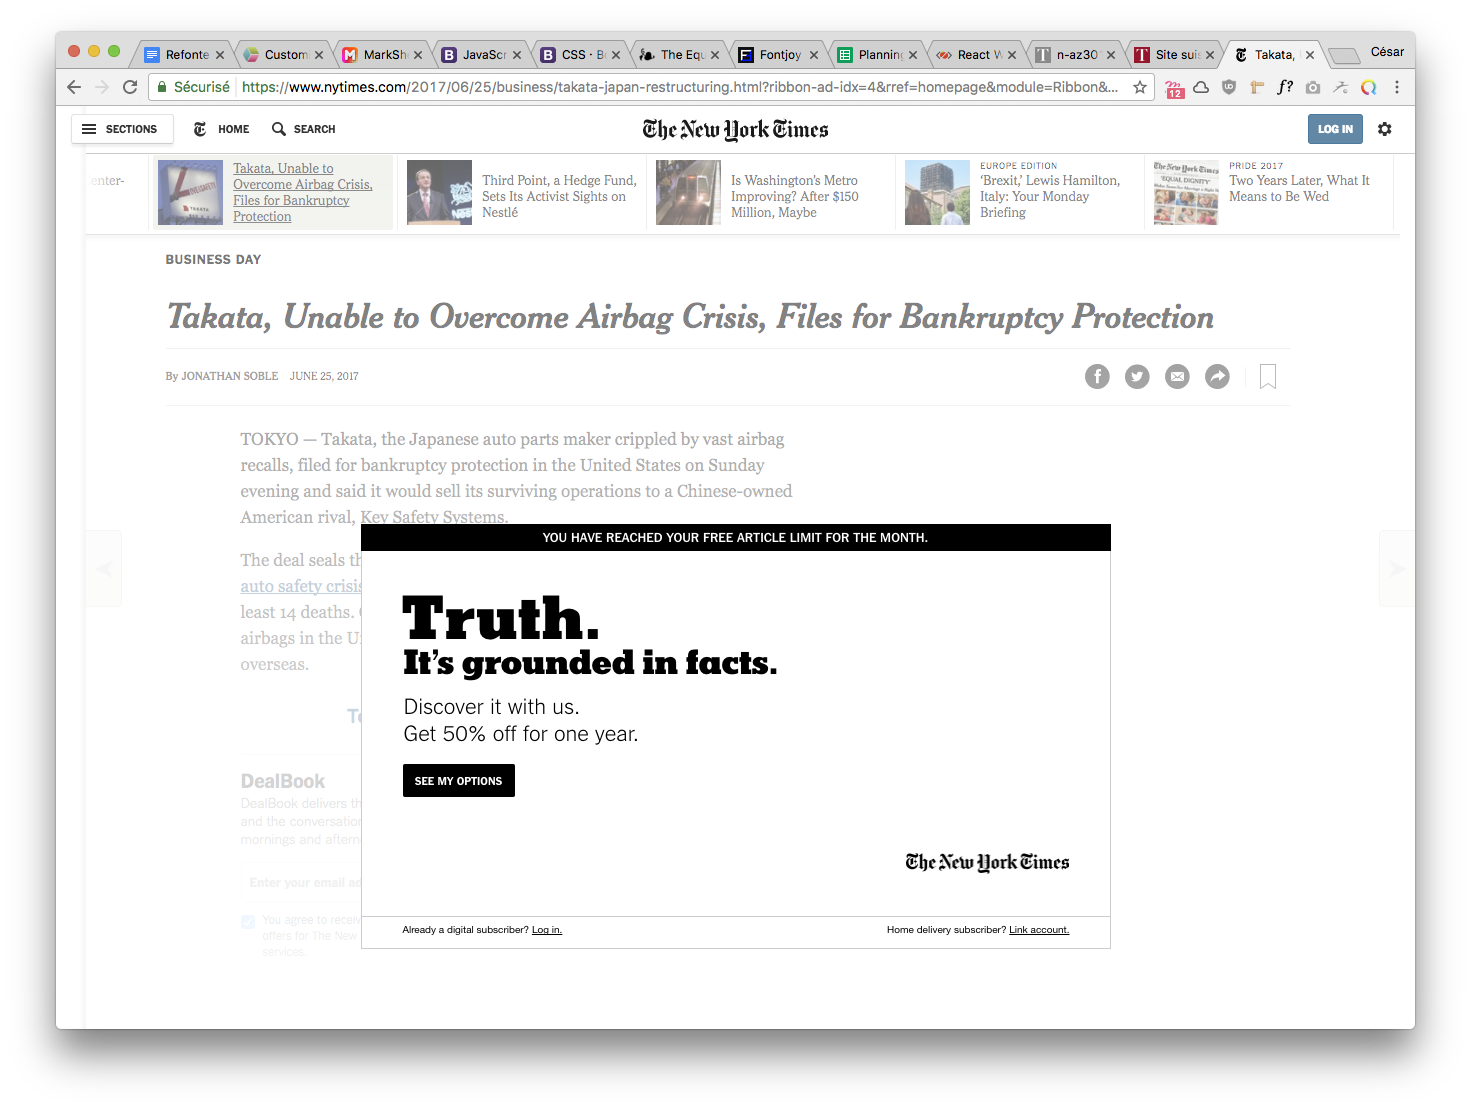 Refonte
Custom
MarkSh
JavaScr
CSS · B
The Equ
Fontjoy
Planning
React W
n-az30
Site suis
Takata,
César
Sécurisé
https://www.nytimes.com/2017/06/25/business/takata-japan-restructuring.html?ribbon-ad-idx=4&rref=homepage&module=Ribbon&...
12
f?
SECTIONS
HOME
SEARCH
The New York Times
LOG IN
enter-
Takata, Unable to
Overcome Airbag Crisis,
Files for Bankruptcy
Protection
Third Point, a Hedge Fund,
Sets Its Activist Sights on
Nestlé
Is Washington's Metro
Improving? After $150
Million, Maybe
EUROPE EDITION
'Brexit,' Lewis Hamilton,
Italy: Your Monday
Briefing
PRIDE 2017
Two Years Later, What It
Means to Be Wed
BUSINESS DAY
Takata, Unable to Overcome Airbag Crisis, Files for Bankruptcy Protection
By JONATHAN SOBLE JUNE 25, 2017
TOKYO — Takata, the Japanese auto parts maker crippled by vast airbag
recalls, filed for bankruptcy protection in the United States on Sunday
evening and said it would sell its surviving operations to a Chinese-owned
American rival, Key Safety Systems.
The deal seals th
auto safety crisis
least 14 deaths.
airbags in the U
overseas.
YOU HAVE REACHED YOUR FREE ARTICLE LIMIT FOR THE MONTH.
Truth.
It's grounded in facts.
Discover it with us.
Get 50% off for one year.
SEE MY OPTIONS
The New York Times
Already a digital subscriber? Log in.
Home delivery subscriber? Link account.
DealBook
DealBook delivers th
and the conversation
mornings and aftern
Enter your email ad
You agree to receiv
offers for The New
services.